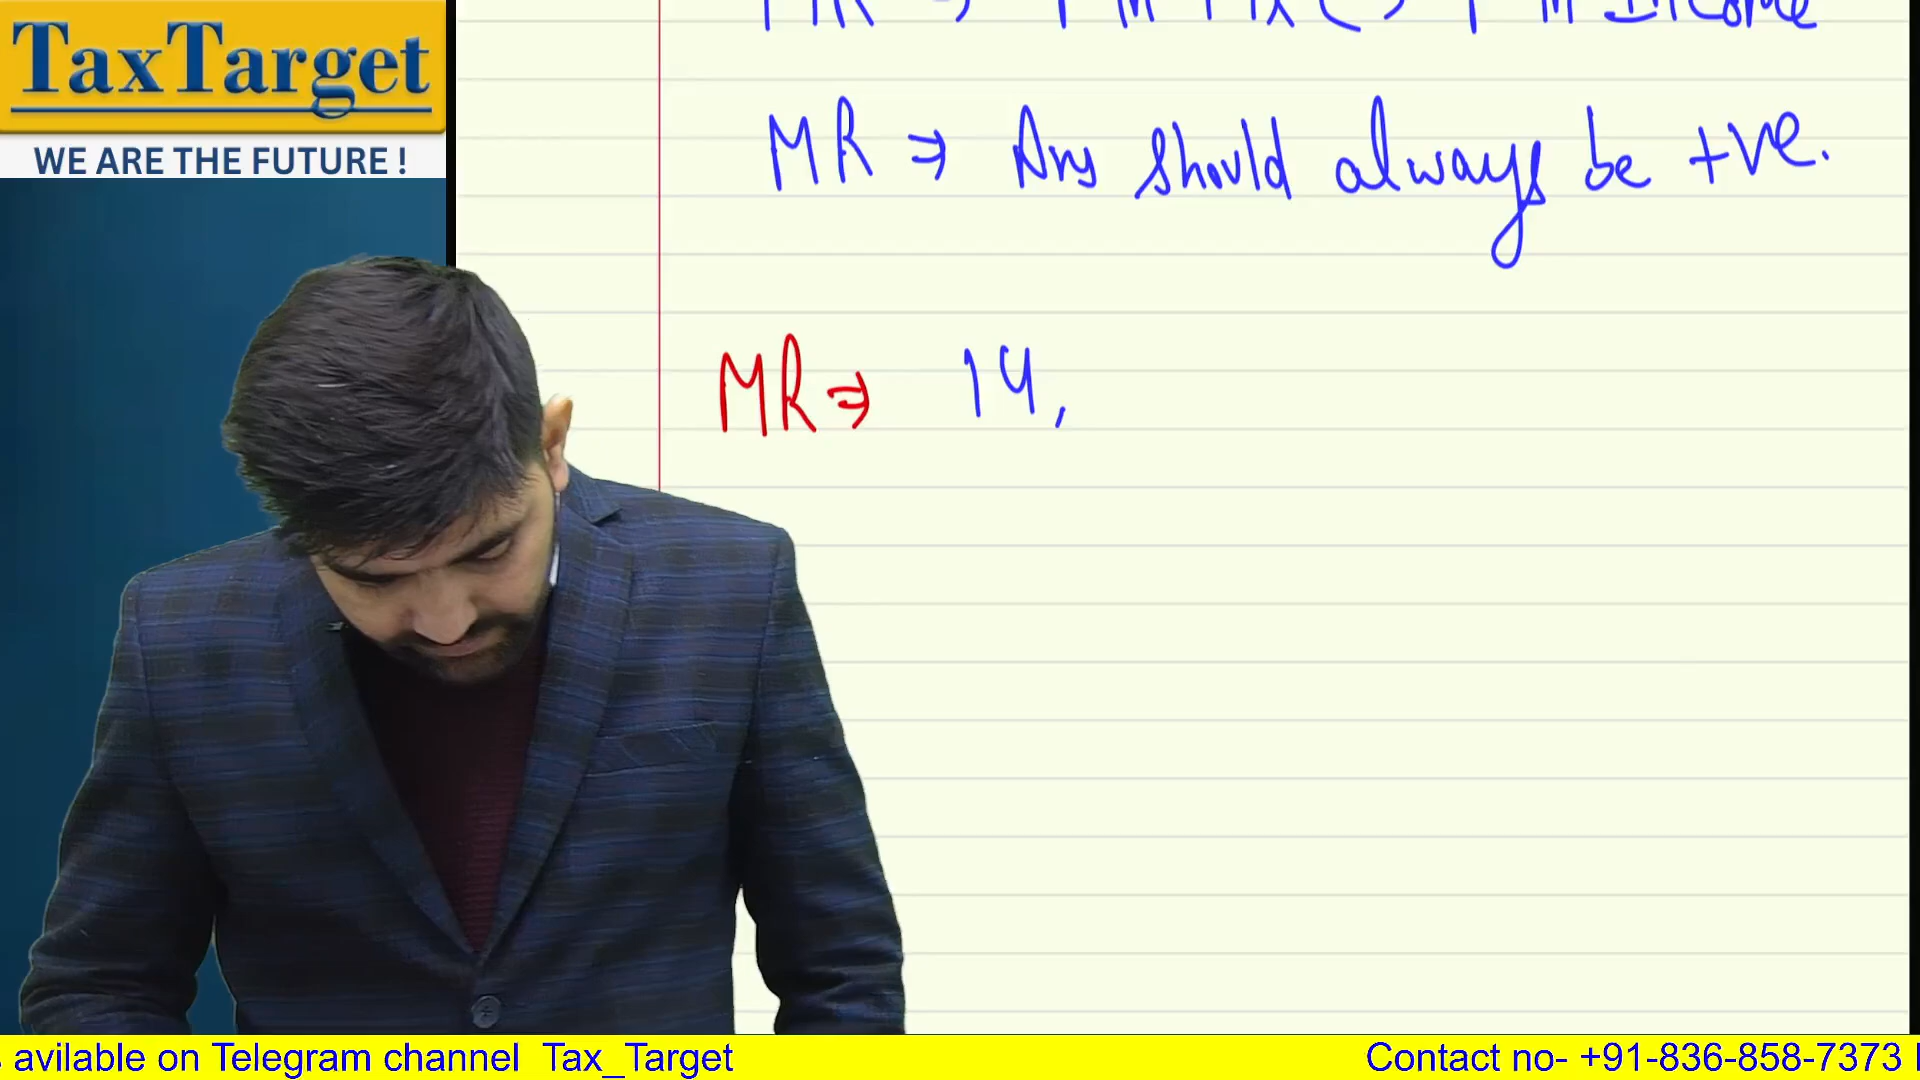 TaxTarget
WE ARE THE FUTURE !
MR ⇒
MR ⇒ Ans should always be +ve.
MR ⇒ 14,
avilable on Telegram channel Tax_Target
Contact no- +91-836-858-7373